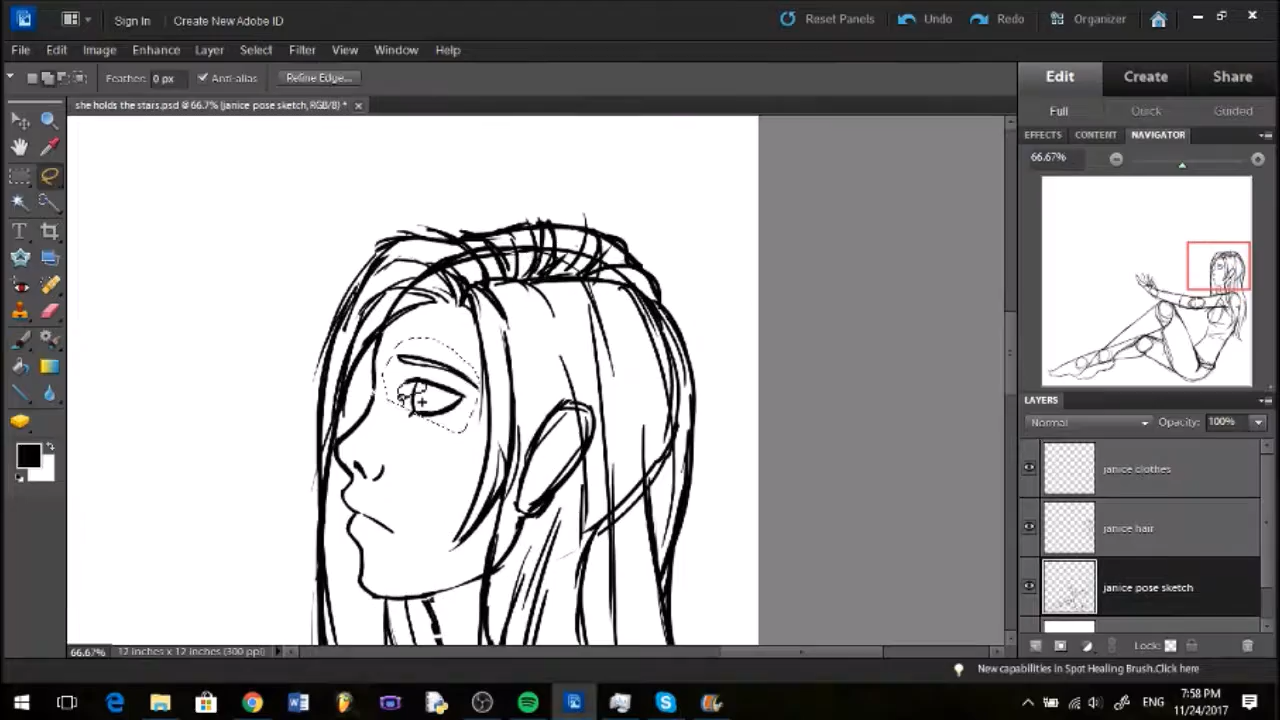 Sign In Create New Adobe ID Reset Panels Undo Redo Organizer
File Edit Image Enhance Layer Select Filter View Window Help
Feather: 0 px Anti-alias Refine Edge...
Edit Create Share
she holds the stars.psd @ 66.7% (janice pose sketch, RGB/8) *
Full Quick Guided
EFFECTS CONTENT NAVIGATOR
66.67%
LAYERS
Normal Opacity: 100%
janice clothes
janice hair
janice pose sketch
Lock:
66.67% 12 inches x 12 inches (300 ppi)
New capabilities in Spot Healing Brush.Click here
ENG 7:58 PM
11/24/2017